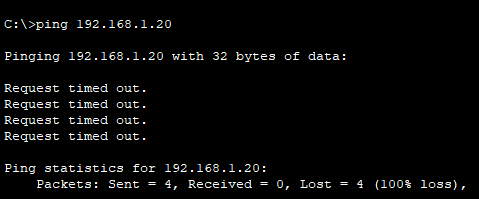 C:\>ping 192.168.1.20
Pinging 192.168.1.20 with 32 bytes of data:
Request timed out.
Request timed out.
Request timed out.
Request timed out.
Ping statistics for 192.168.1.20:
    Packets: Sent = 4, Received = 0, Lost = 4 (100% loss),